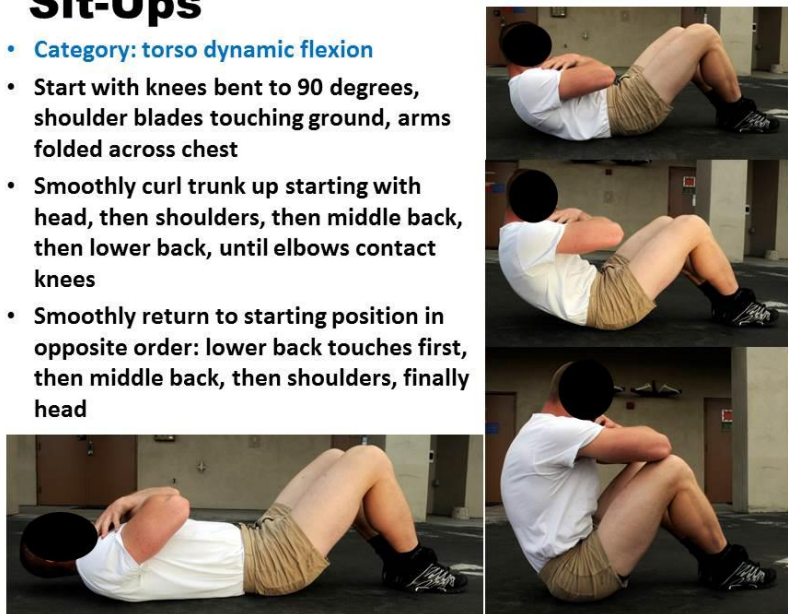 Sit-Ups
• Category: torso dynamic flexion
• Start with knees bent to 90 degrees,
shoulder blades touching ground, arms
folded across chest
• Smoothly curl trunk up starting with
head, then shoulders, then middle back,
then lower back, until elbows contact
knees
• Smoothly return to starting position in
opposite order: lower back touches first,
then middle back, then shoulders, finally
head